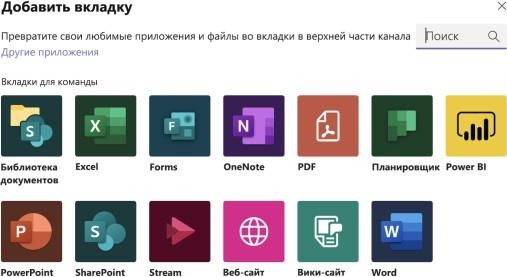 Добавить вкладку
Превратите свои любимые приложения и файлы во вкладки в верхней части канала
Поиск
Другие приложения
Вкладки для команды
Библиотека документов
Excel
Forms
OneNote
PDF
Планировщик
Power BI
PowerPoint
SharePoint
Stream
Веб-сайт
Вики-сайт
Word